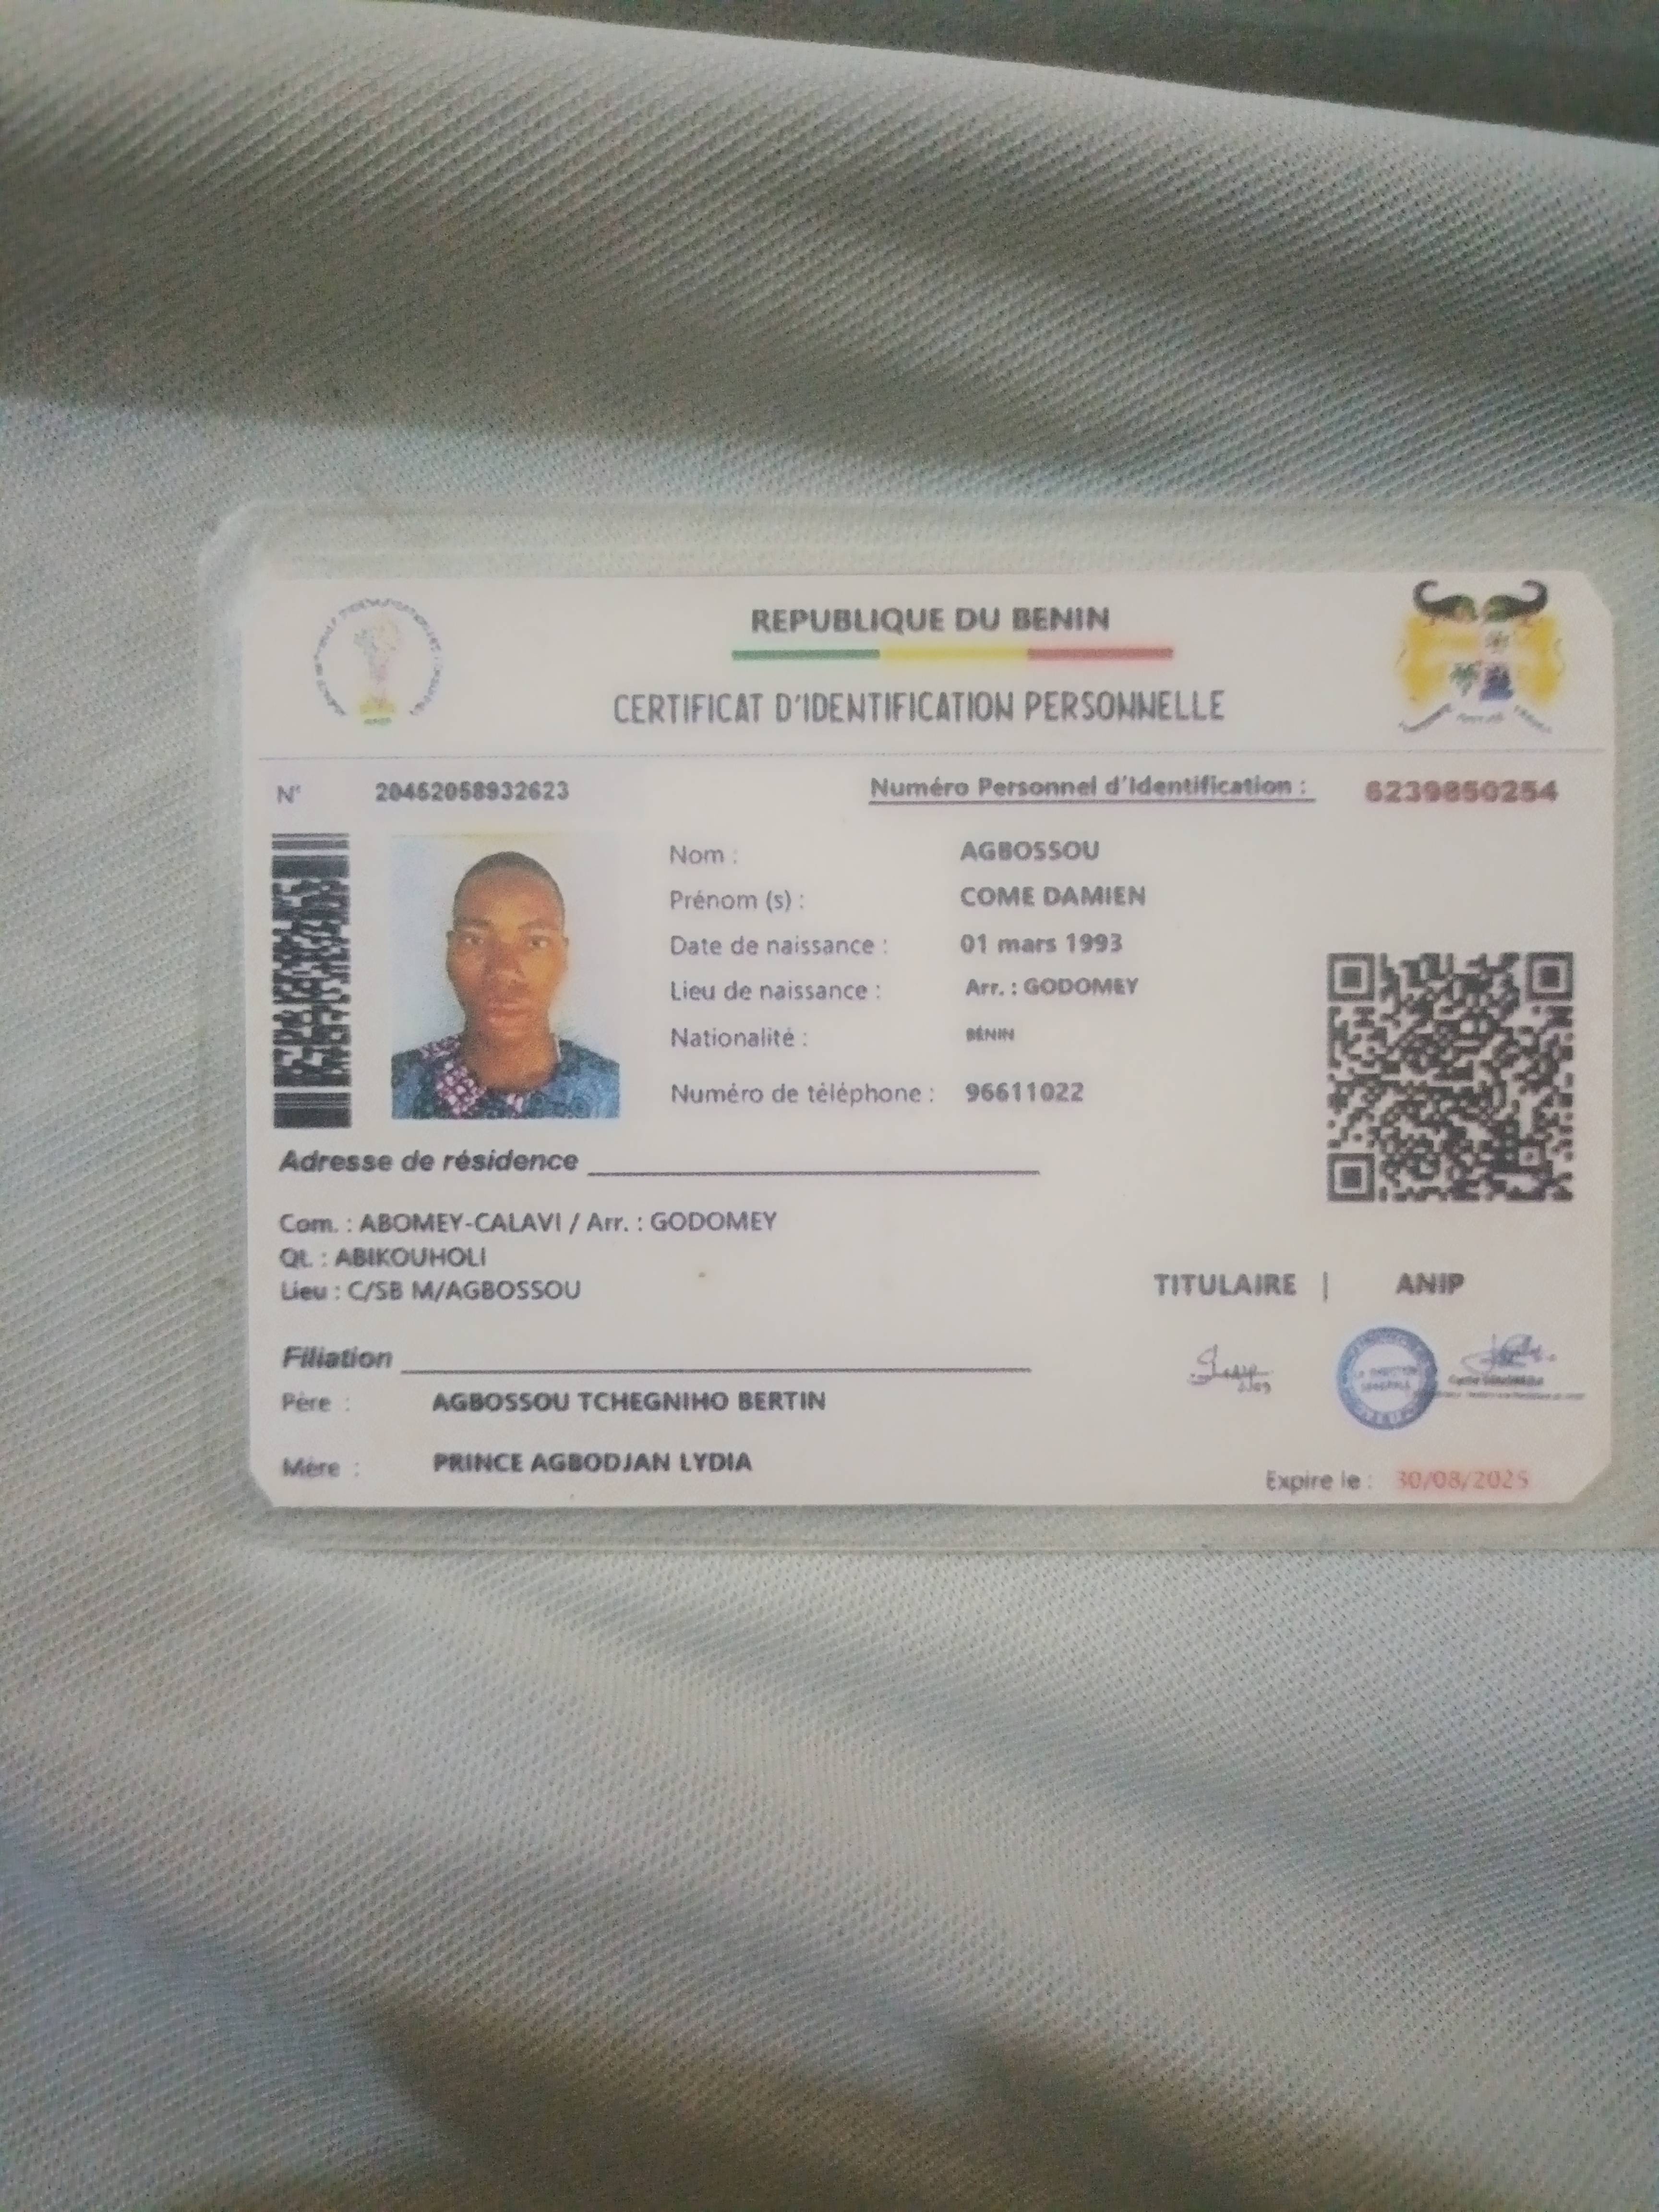 REPUBLIQUE DU BENIN
CERTIFICAT D'IDENTIFICATION PERSONNELLE
N° 20452058932623 Numéro Personnel d'Identification : 6239850254
Nom : AGBOSSOU
Prénom (s) : COME DAMIEN
Date de naissance : 01 mars 1993
Lieu de naissance : Arr. : GODOMEY
Nationalité : BÉNIN
Numéro de téléphone : 96611022
Adresse de résidence
Com. : ABOMEY-CALAVI / Arr. : GODOMEY
Qt. : ABIKOUHOLI
Lieu : C/SB M/AGBOSSOU
TITULAIRE | ANIP
Filiation
Père : AGBOSSOU TCHEGNIHO BERTIN
Mère : PRINCE AGBODJAN LYDIA
Expire le : 30/08/2025